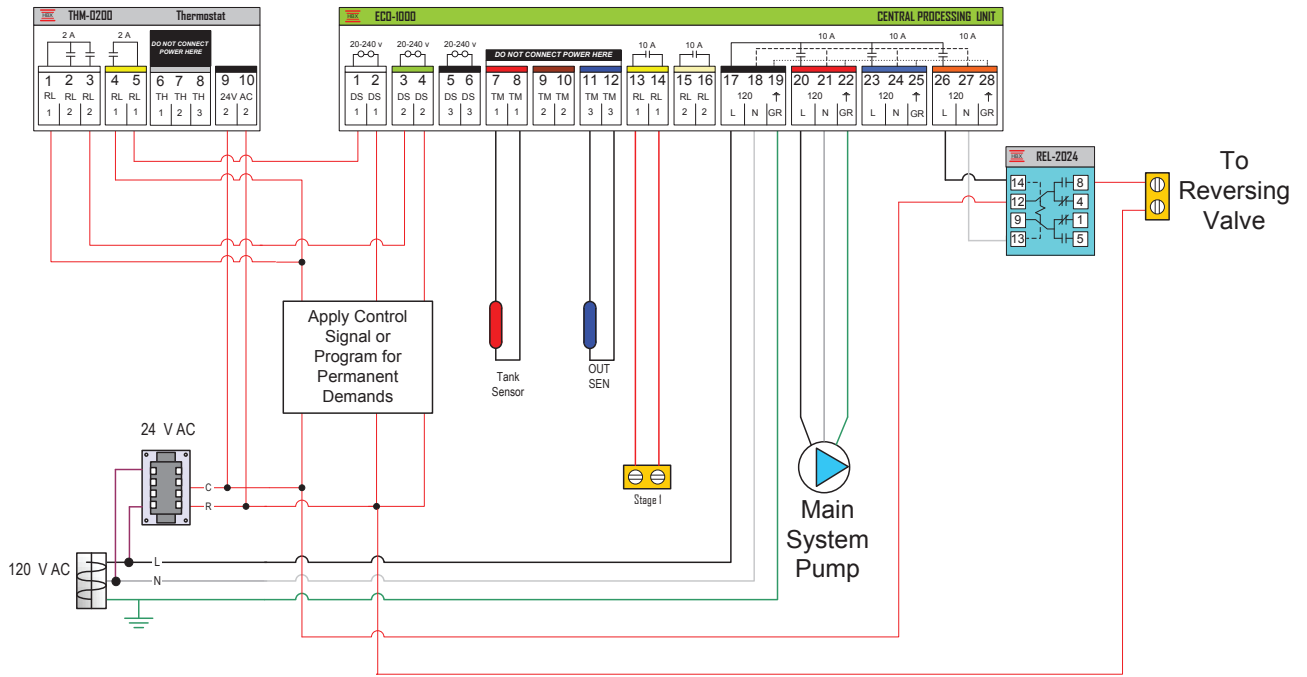 HBX THM-0200 Thermostat
2 A 2 A
DO NOT CONNECT
POWER HERE
1 2 3 4 5 6 7 8 9 10
RL RL RL RL RL TH TH TH 24V AC
1 2 2 1 1 1 2 3 2 2
HBX ECO-1000 CENTRAL PROCESSING UNIT
20-240 v 20-240 v 20-240 v DO NOT CONNECT POWER HERE 10 A 10 A 10 A 10 A 10 A
1 2 3 4 5 6 7 8 9 10 11 12 13 14 15 16 17 18 19 20 21 22 23 24 25 26 27 28
DS DS DS DS DS DS TM TM TM TM TM TM RL RL RL RL 120 ↑ 120 ↑ 120 ↑ 120 ↑
1 1 2 2 3 3 1 1 2 2 3 3 1 1 2 2 L N GR L N GR L N GR L N GR
HBX REL-2024
14 8
12 4
9 1
13 5
To
Reversing
Valve
Apply Control
Signal or
Program for
Permanent
Demands
Tank
Sensor
OUT
SEN
24 V AC
C
R
Stage 1
Main
System
Pump
120 V AC
L
N